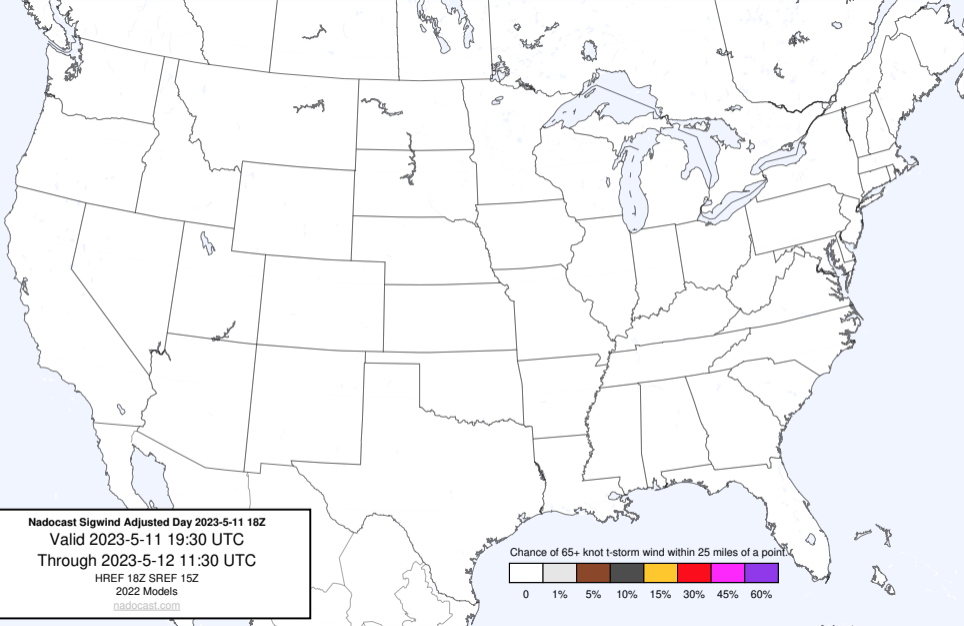 Nadocast Sigwind Adjusted Day 2023-5-11 18Z
Valid 2023-5-11 19:30 UTC
Through 2023-5-12 11:30 UTC
HREF 18Z SREF 15Z
2022 Models
nadocast.com
Chance of 65+ knot t-storm wind within 25 miles of a point.
0 1% 5% 10% 15% 30% 45% 60%